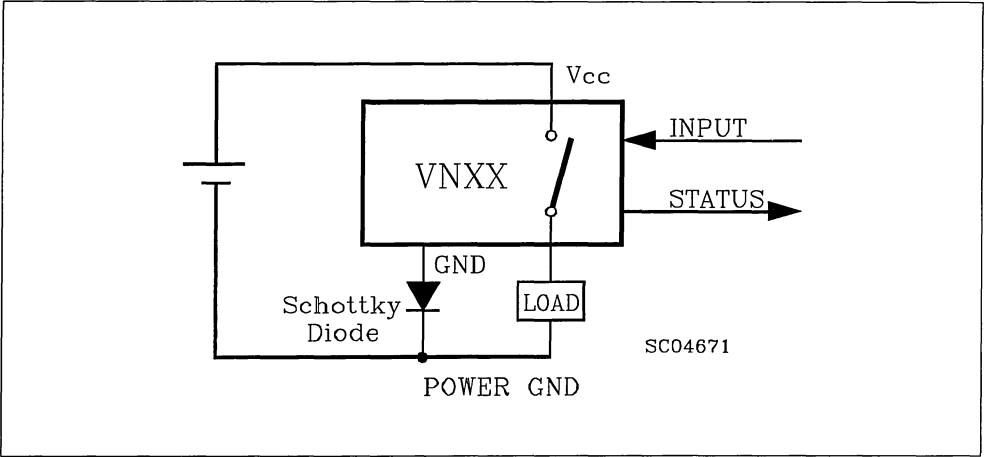 Vcc
INPUT
VNXX
STATUS
GND
Schottky
Diode
LOAD
SC04671
POWER GND